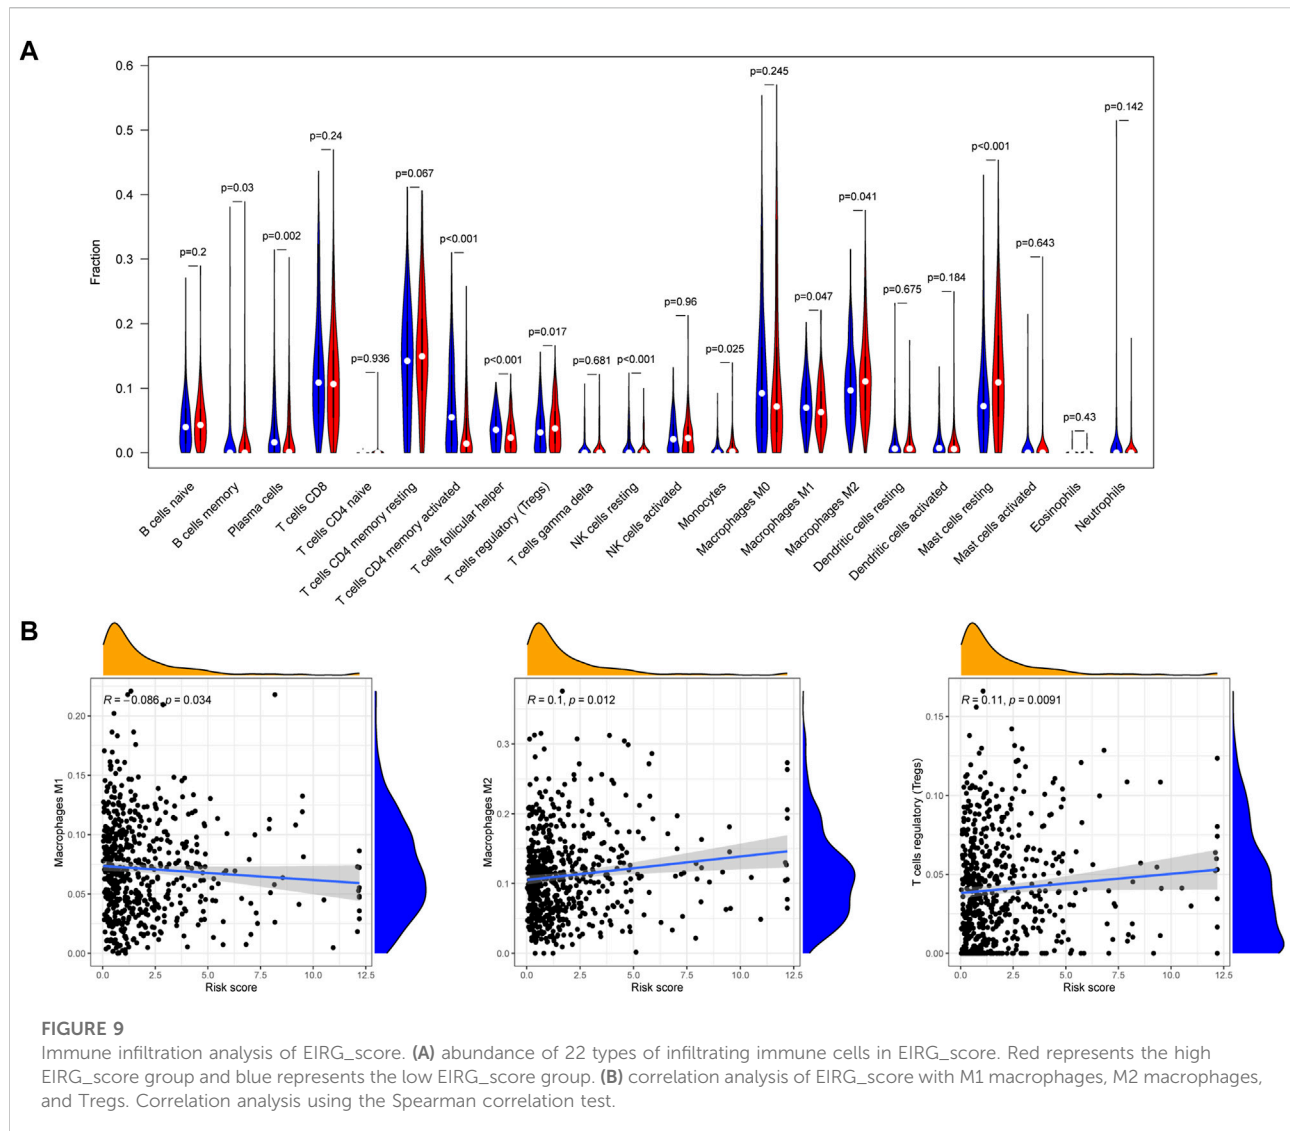 A
0.6
0.5
0.4
0.3
0.2
0.1
0.0
Fraction
p=0.2
p=0.03
p=0.002
p=0.24
p=0.936
p=0.067
p<0.001
p<0.001
p=0.017
p=0.681
p<0.001
p=0.96
p=0.025
p=0.245
p=0.047
p=0.041
p=0.675
p=0.184
p<0.001
p=0.643
p=0.43
p=0.142
B cells naive
B cells memory
Plasma cells
T cells CD8
T cells CD4 naive
T cells CD4 memory resting
T cells CD4 memory activated
T cells follicular helper
T cells regulatory (Tregs)
T cells gamma delta
NK cells resting
NK cells activated
Monocytes
Macrophages M0
Macrophages M1
Macrophages M2
Dendritic cells resting
Dendritic cells activated
Mast cells resting
Mast cells activated
Eosinophils
Neutrophils
B
R = −0.086, p = 0.034
0.20
0.15
0.10
0.05
0.00
Macrophages M1
0.0 2.5 5.0 7.5 10.0 12.5
Risk score
R = 0.1, p = 0.012
0.3
0.2
0.1
0.0
Macrophages M2
0.0 2.5 5.0 7.5 10.0 12.5
Risk score
R = 0.11, p = 0.0091
0.15
0.10
0.05
0.00
T cells regulatory (Tregs)
0.0 2.5 5.0 7.5 10.0 12.5
Risk score
FIGURE 9
Immune infiltration analysis of EIRG_score. (A) abundance of 22 types of infiltrating immune cells in EIRG_score. Red represents the high
EIRG_score group and blue represents the low EIRG_score group. (B) correlation analysis of EIRG_score with M1 macrophages, M2 macrophages,
and Tregs. Correlation analysis using the Spearman correlation test.